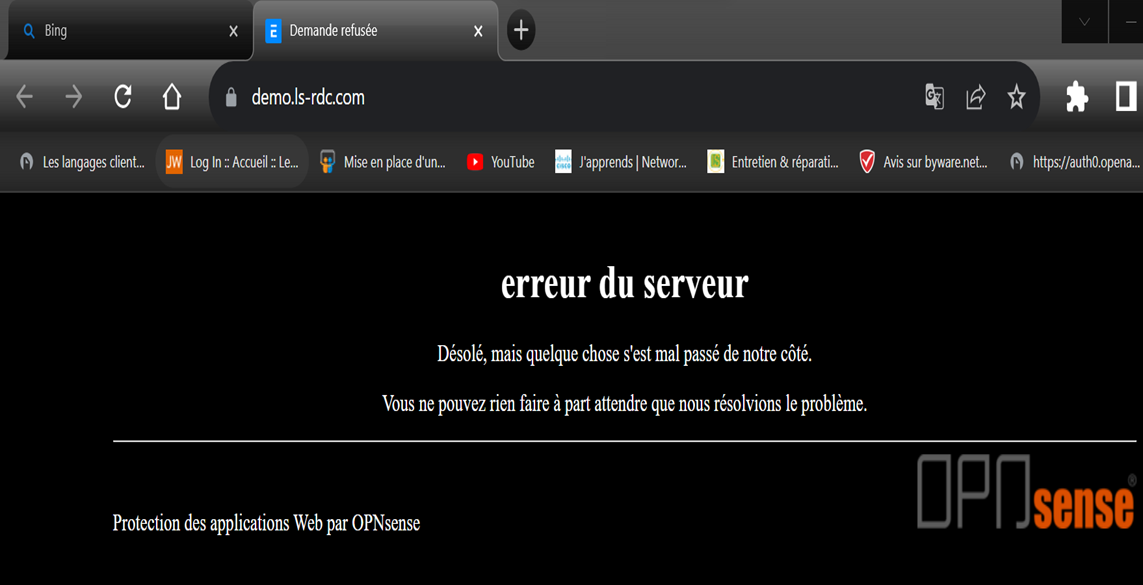 Bing
Demande refusée
demo.ls-rdc.com
Les langages client...
JW
Log In :: Accueil :: Le...
Mise en place d'un...
YouTube
CISCO
J'apprends | Networ...
Entretien & réparati...
Avis sur byware.net...
https://auth0.opena...
erreur du serveur
Désolé, mais quelque chose s'est mal passé de notre côté.
Vous ne pouvez rien faire à part attendre que nous résolvions le problème.
OPNsense®
Protection des applications Web par OPNsense